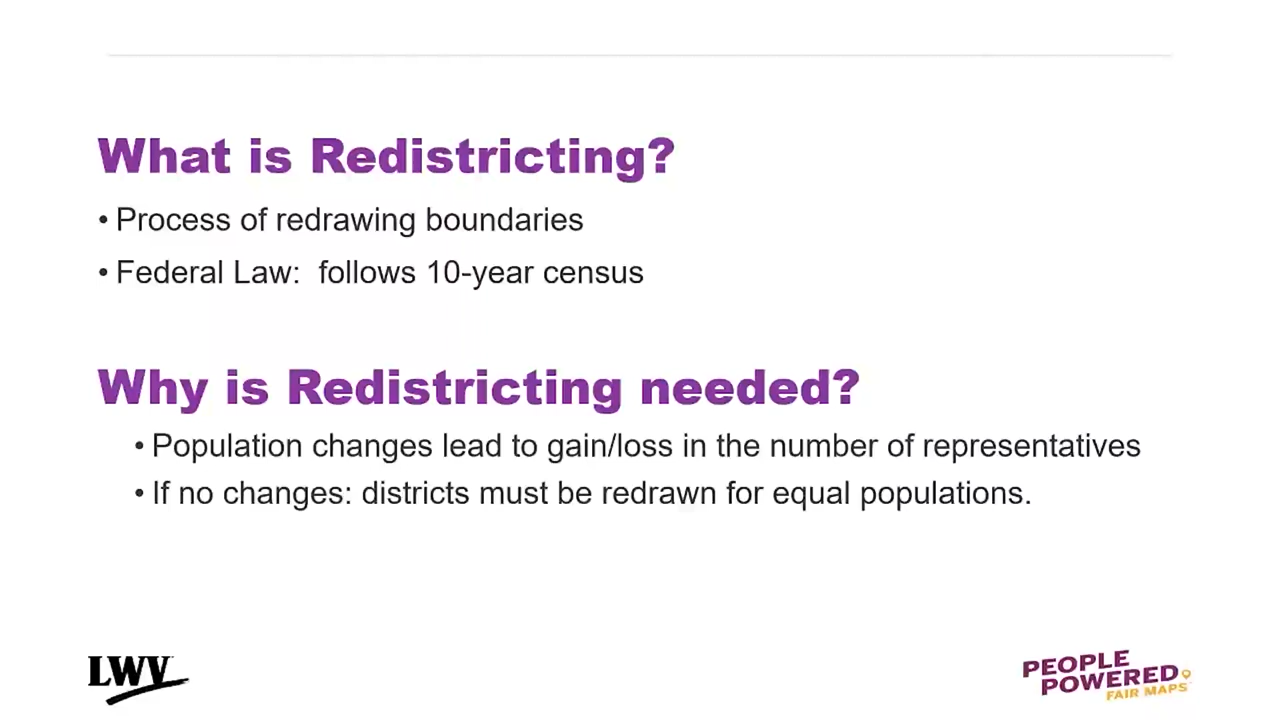 What is Redistricting?
• Process of redrawing boundaries
• Federal Law:  follows 10-year census
Why is Redistricting needed?
• Population changes lead to gain/loss in the number of representatives
• If no changes: districts must be redrawn for equal populations.
LWV
PEOPLE
POWERED
FAIR MAPS